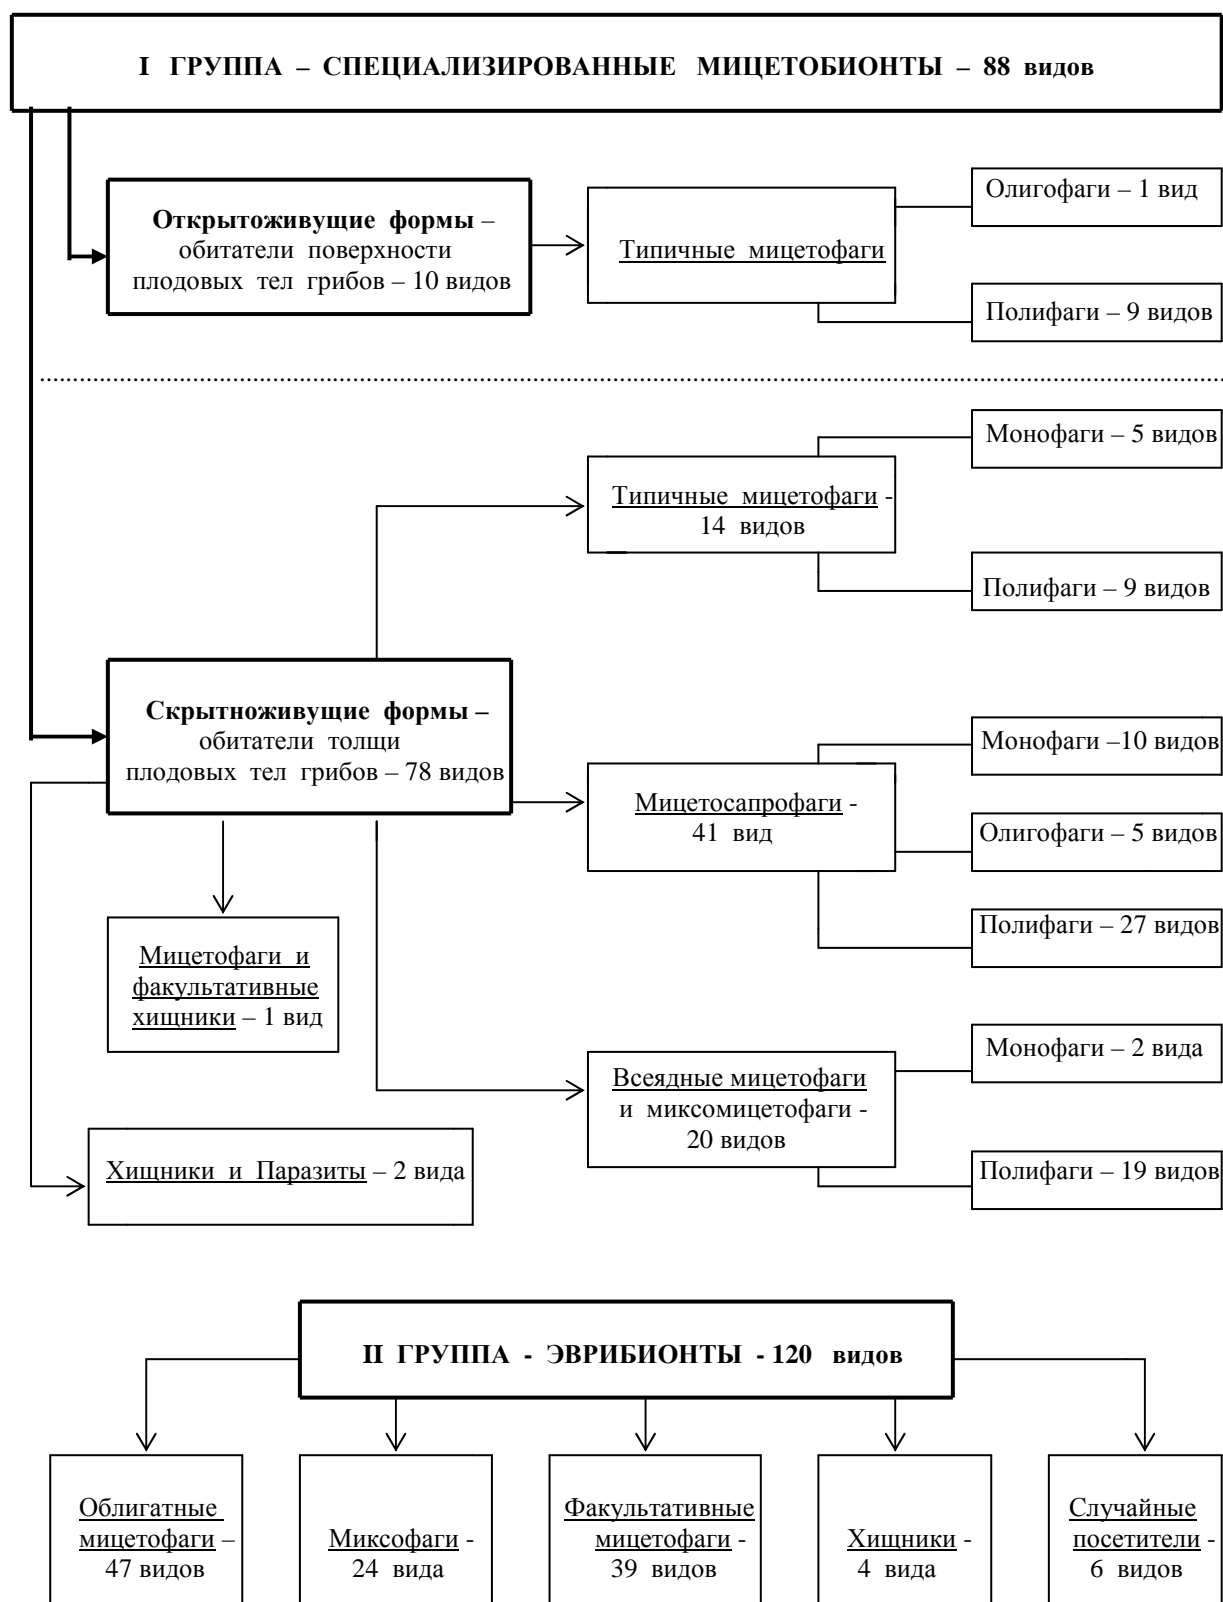 I ГРУППА – СПЕЦИАЛИЗИРОВАННЫЕ МИЦЕТОБИОНТЫ – 88 видов
Открытоживущие формы –
обитатели поверхности
плодовых тел грибов – 10 видов
Типичные мицетофаги
Олигофаги – 1 вид
Полифаги – 9 видов
Монофаги – 5 видов
Типичные мицетофаги -
14 видов
Полифаги – 9 видов
Скрытноживущие формы –
обитатели толщи
плодовых тел грибов – 78 видов
Монофаги –10 видов
Мицетосапрофаги -
41 вид
Олигофаги – 5 видов
Полифаги – 27 видов
Мицетофаги и
факультативные
хищники – 1 вид
Монофаги – 2 вида
Всеядные мицетофаги
и миксомицетофаги -
20 видов
Полифаги – 19 видов
Хищники и Паразиты – 2 вида
II ГРУППА - ЭВРИБИОНТЫ - 120 видов
Облигатные
мицетофаги –
47 видов
Миксофаги -
24 вида
Факультативные
мицетофаги -
39 видов
Хищники -
4 вида
Случайные
посетители -
6 видов